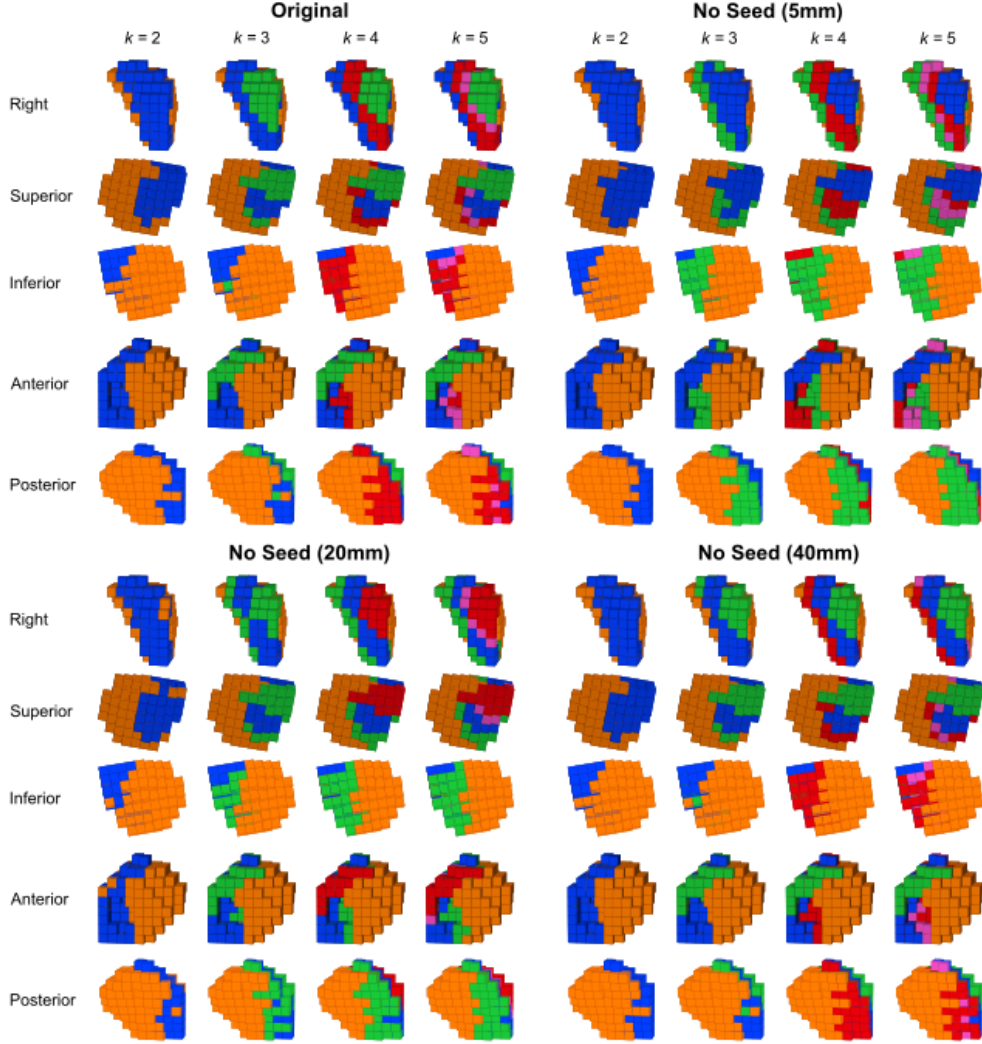 Original No Seed (5mm)
k = 2 k = 3 k = 4 k = 5 k = 2 k = 3 k = 4 k = 5
Right
Superior
Inferior
Anterior
Posterior
No Seed (20mm) No Seed (40mm)
Right
Superior
Inferior
Anterior
Posterior